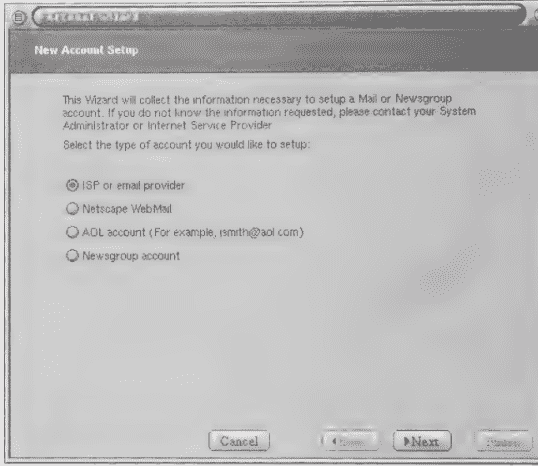 New Account Setup
This Wizard will collect the information necessary to setup a Mail or Newsgroup
account. If you do not know the information requested, please contact your System
Administrator or Internet Service Provider
Select the type of account you would like to setup:
ISP or email provider
Netscape WebMail
AOL account (For example, jsmith@aol.com)
Newsgroup account
Cancel
Next